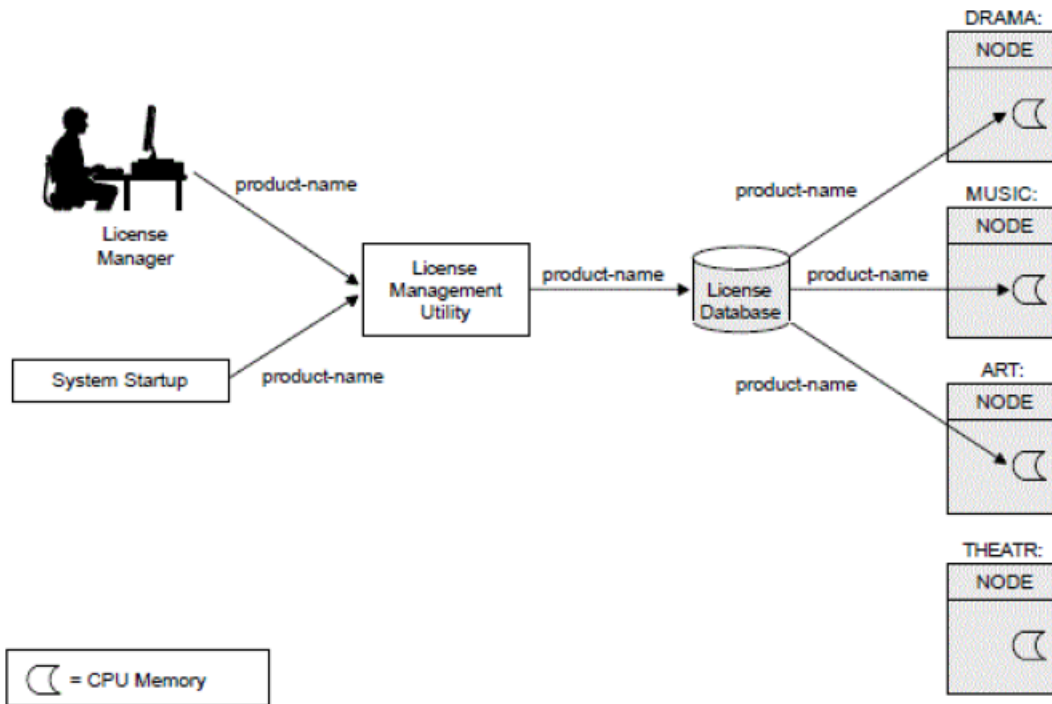 DRAMA:
NODE
product-name
License
Manager
product-name
MUSIC:
NODE
License
Management
Utility
product-name
License
Database
product-name
System Startup
product-name
product-name
ART:
NODE
THEATR:
NODE
= CPU Memory